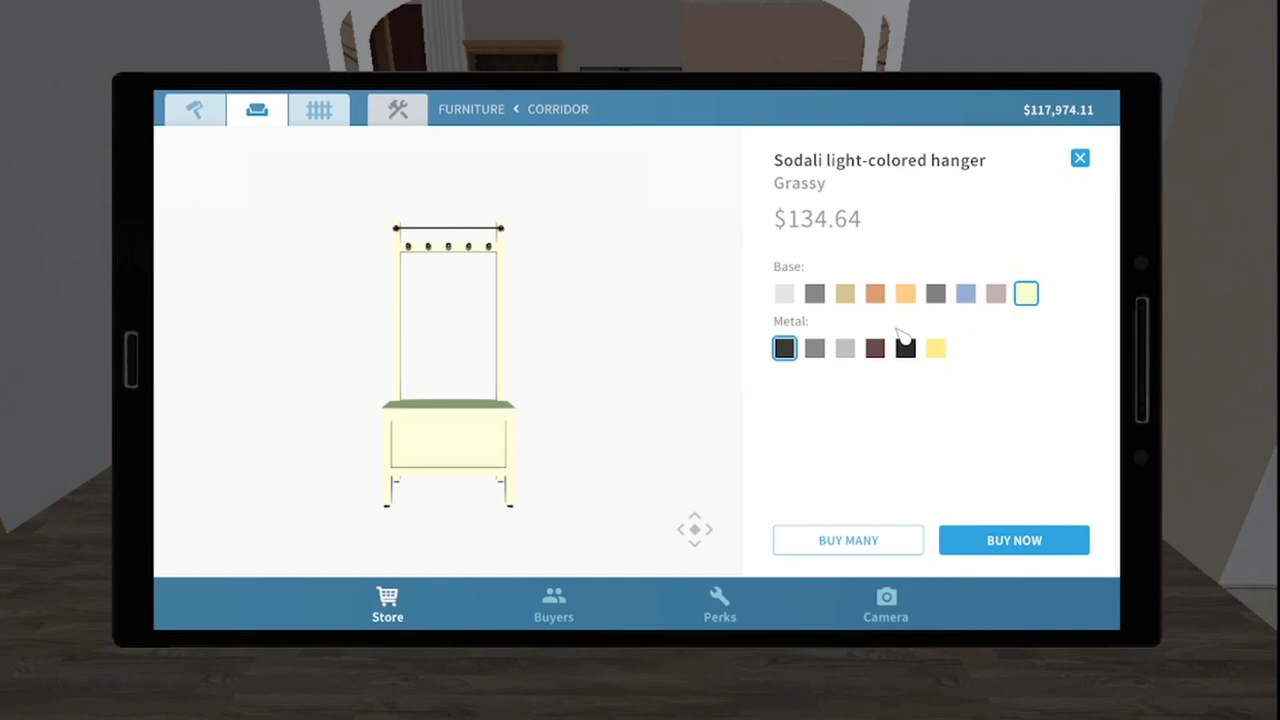 FURNITURE < CORRIDOR
$117,974.11
Sodali light-colored hanger
Grassy
$134.64
Base:
Metal:
BUY MANY
BUY NOW
Store
Buyers
Perks
Camera